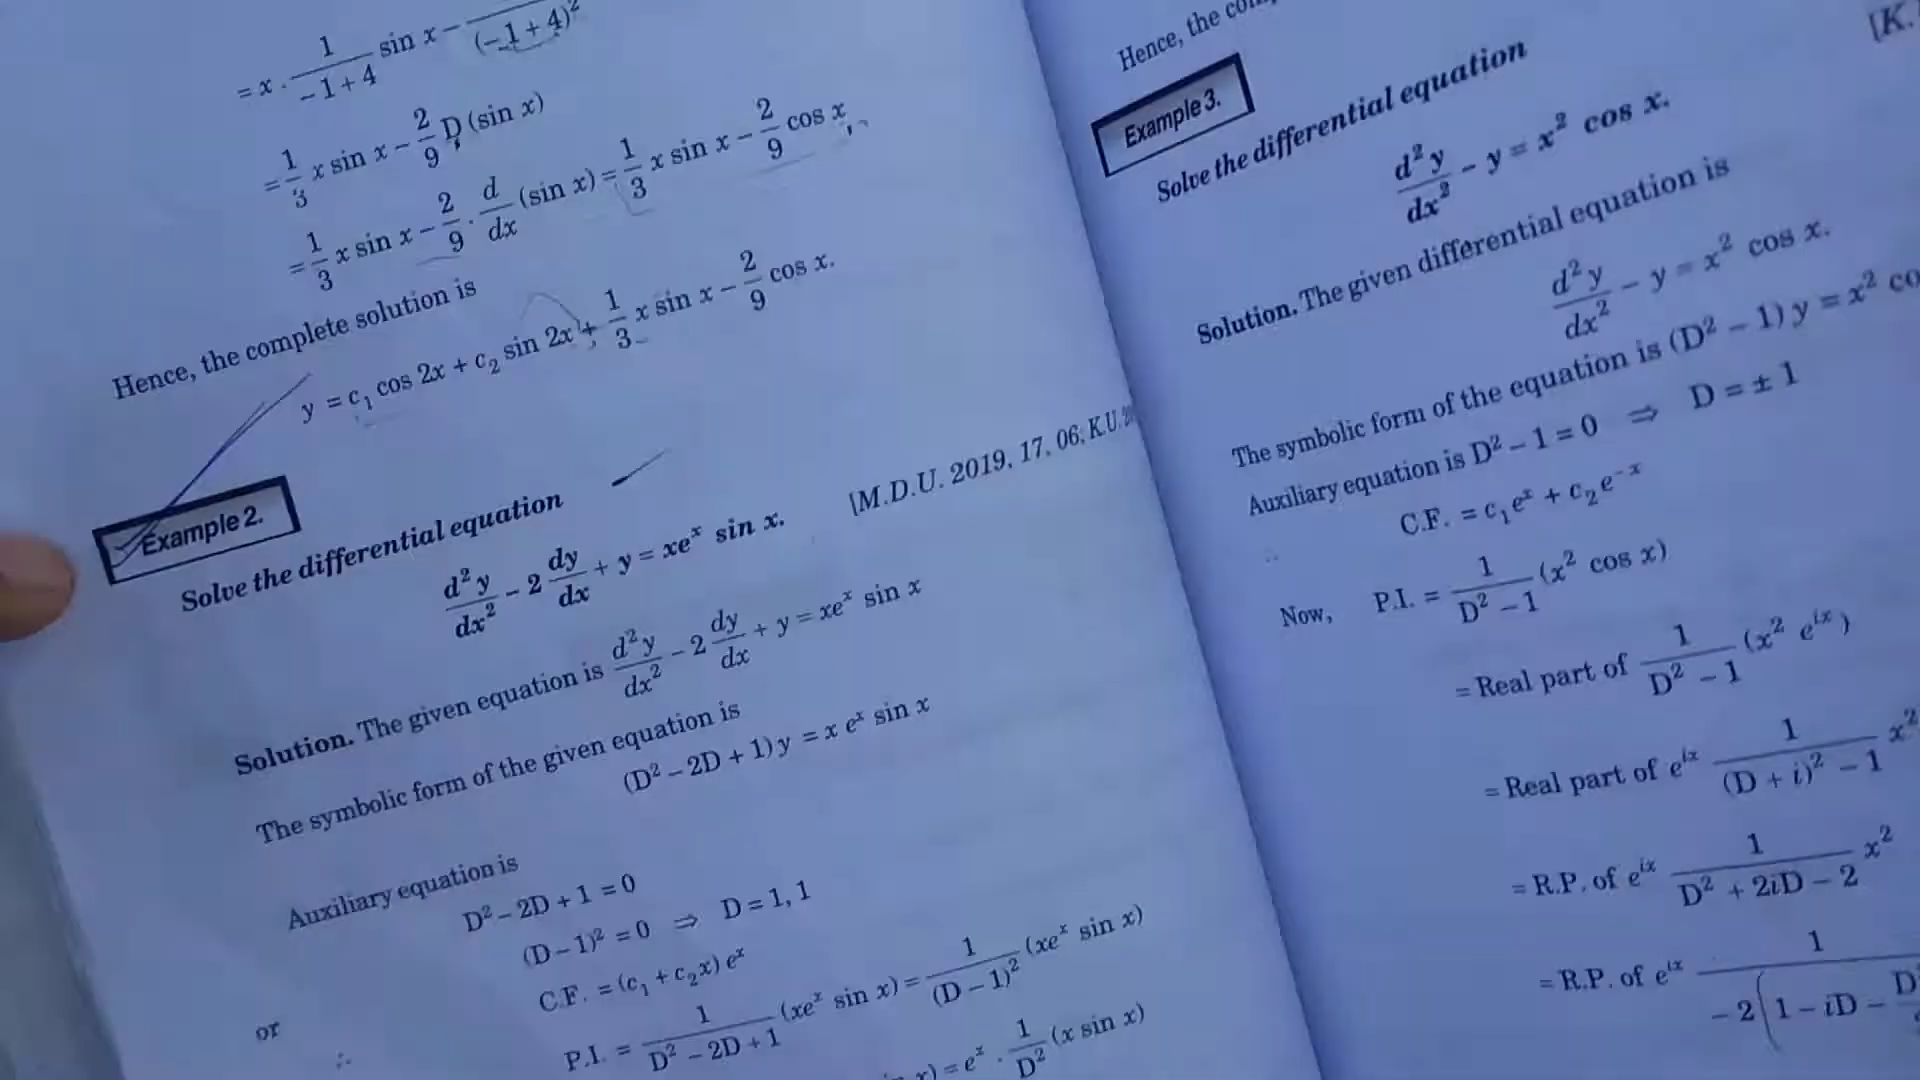 = x . 1/(-1 + 4) sin x - /(-1 + 4)²
= 1/3 x sin x - 2/9 D (sin x)
= 1/3 x sin x - 2/9 . d/dx (sin x) = 1/3 x sin x - 2/9 cos x,
Hence, the complete solution is
y = c₁ cos 2x + c₂ sin 2x + 1/3 x sin x - 2/9 cos x.
Example 2.
Solve the differential equation
d²y/dx² - 2 dy/dx + y = xeˣ sin x.
[M.D.U. 2019, 17, 06; K.U.
Solution. The given equation is d²y/dx² - 2 dy/dx + y = xeˣ sin x
The symbolic form of the given equation is
(D² - 2D + 1) y = x eˣ sin x
Auxiliary equation is
D² - 2D + 1 = 0
or (D - 1)² = 0 ⇒ D = 1, 1
∴ C.F. = (c₁ + c₂x) eˣ
P.I. = 1/(D² - 2D + 1) (xeˣ sin x) = 1/(D - 1)² (xeˣ sin x)
x) = eˣ . 1/D² (x sin x)
Hence, the
[K.
Example 3.
Solve the differential equation
d²y/dx² - y = x² cos x.
Solution. The given differential equation is
d²y/dx² - y = x² cos x.
The symbolic form of the equation is (D² - 1) y = x²
Auxiliary equation is D² - 1 = 0 ⇒ D = ± 1
∴ C.F. = c₁eˣ + c₂e⁻ˣ
Now, P.I. = 1/(D² - 1) (x² cos x)
= Real part of 1/(D² - 1) (x² eⁱˣ)
= Real part of eⁱˣ 1/((D + i)² - 1) x²
= R.P. of eⁱˣ 1/(D² + 2iD - 2) x²
= R.P. of eⁱˣ 1/-2(1 - iD - D